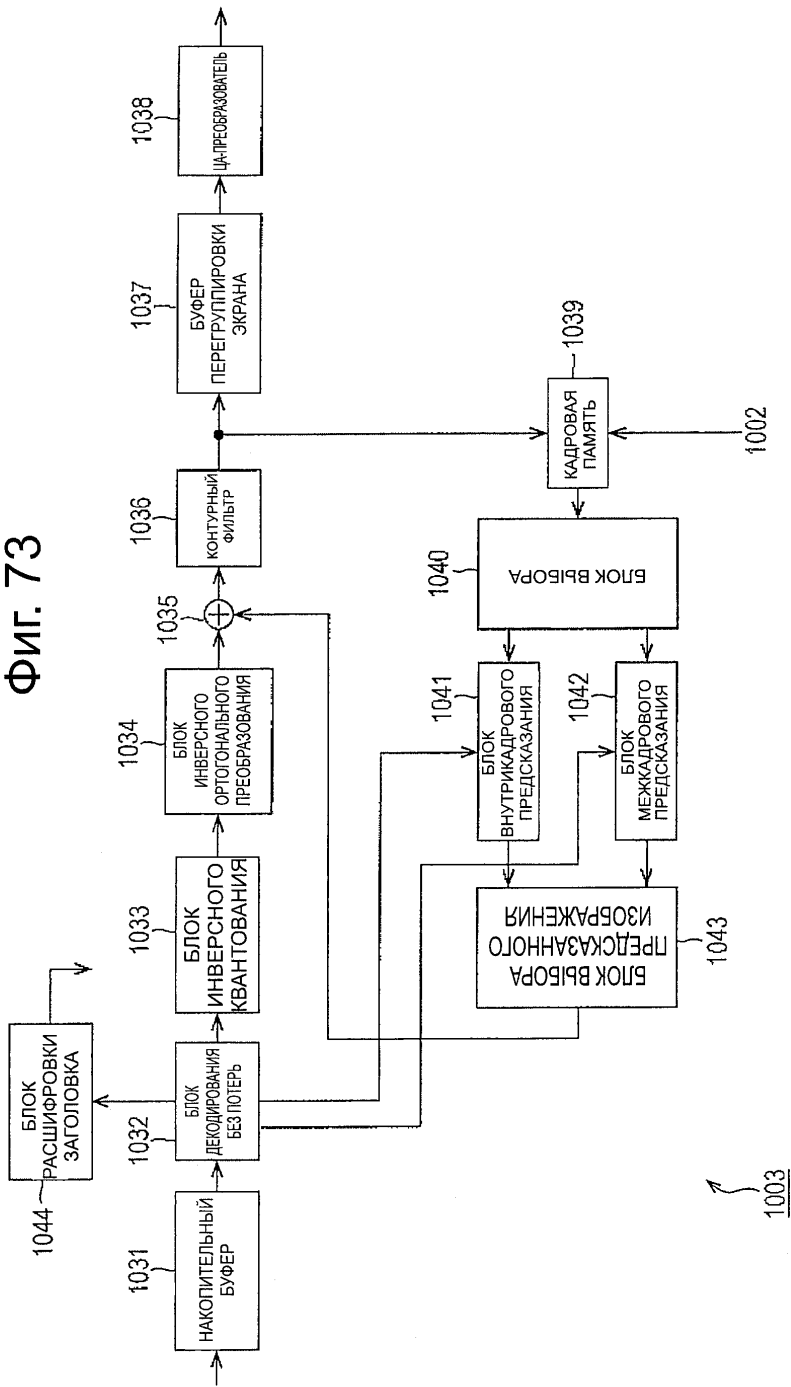 Фиг. 73
1044
БЛОК
РАСШИФРОВКИ
ЗАГОЛОВКА
1031
НАКОПИТЕЛЬНЫЙ
БУФЕР
1032
БЛОК
ДЕКОДИРОВАНИЯ
БЕЗ ПОТЕРЬ
1033
БЛОК
ИНВЕРСНОГО
КВАНТОВАНИЯ
1034
БЛОК
ИНВЕРСНОГО
ОРТОГОНАЛЬНОГО
ПРЕОБРАЗОВАНИЯ
1035
1036
КОНТУРНЫЙ
ФИЛЬТР
1037
БУФЕР
ПЕРЕГРУППИРОВКИ
ЭКРАНА
1038
ЦА-ПРЕОБРАЗОВАТЕЛЬ
1041
БЛОК
ВНУТРИКАДРОВОГО
ПРЕДСКАЗАНИЯ
1040
БЛОК ВЫБОРА
1039
КАДРОВАЯ
ПАМЯТЬ
1042
БЛОК
МЕЖКАДРОВОГО
ПРЕДСКАЗАНИЯ
БЛОК ВЫБОРА
ПРЕДСКАЗАННОГО
ИЗОБРАЖЕНИЯ
1043
1002
1003